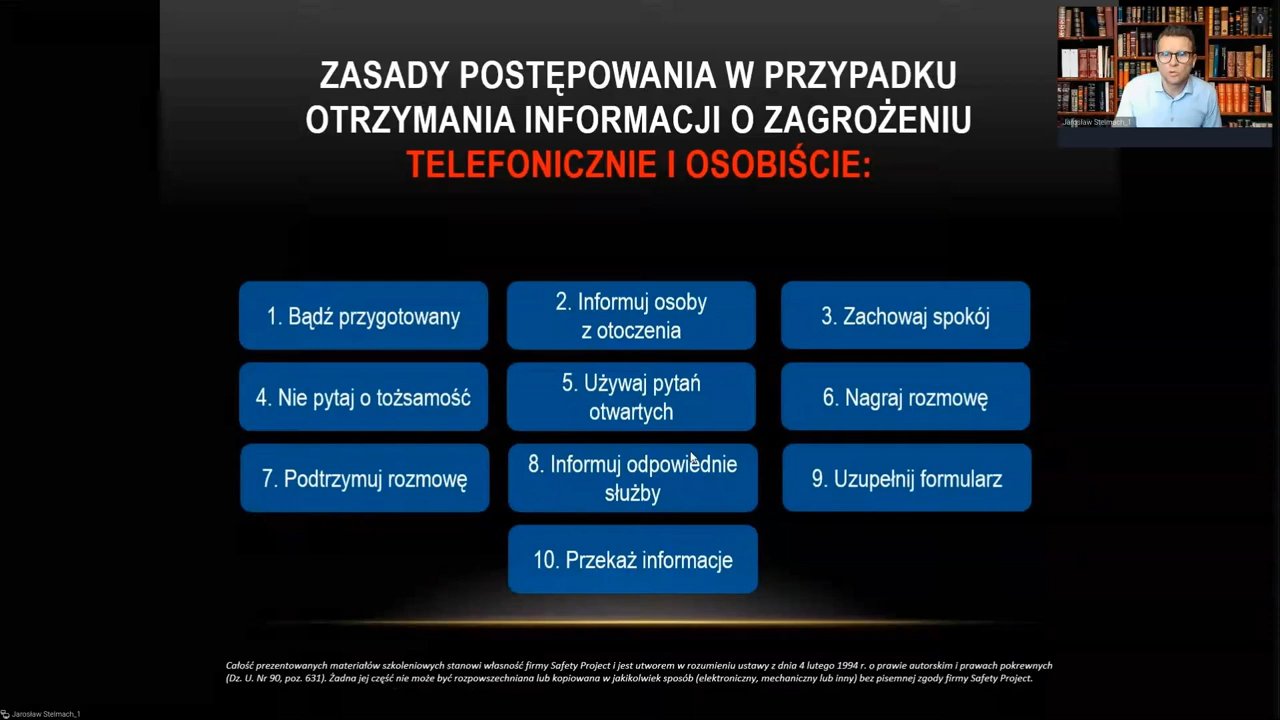 ZASADY POSTĘPOWANIA W PRZYPADKU
OTRZYMANIA INFORMACJI O ZAGROŻENIU
TELEFONICZNIE I OSOBIŚCIE:
Jarosław Stelmach_1
1. Bądź przygotowany
2. Informuj osoby
z otoczenia
3. Zachowaj spokój
4. Nie pytaj o tożsamość
5. Używaj pytań
otwartych
6. Nagraj rozmowę
7. Podtrzymuj rozmowę
8. Informuj odpowiednie
służby
9. Uzupełnij formularz
10. Przekaż informacje
Całość prezentowanych materiałów szkoleniowych stanowi własność firmy Safety Project i jest utworem w rozumieniu ustawy z dnia 4 lutego 1994 r. o prawie autorskim i prawach pokrewnych
(Dz. U. Nr 90, poz. 631). Żadna jej część nie może być rozpowszechniana lub kopiowana w jakikolwiek sposób (elektroniczny, mechaniczny lub inny) bez pisemnej zgody firmy Safety Project.
Jarosław Stelmach_1